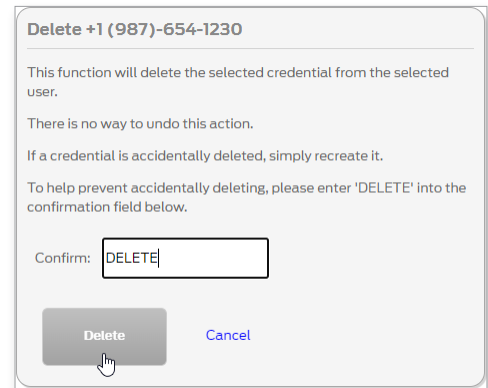 Delete +1 (987)-654-1230
This function will delete the selected credential from the selected
user.
There is no way to undo this action.
If a credential is accidentally deleted, simply recreate it.
To help prevent accidentally deleting, please enter 'DELETE' into the
confirmation field below.
Confirm: DELETE
Delete Cancel